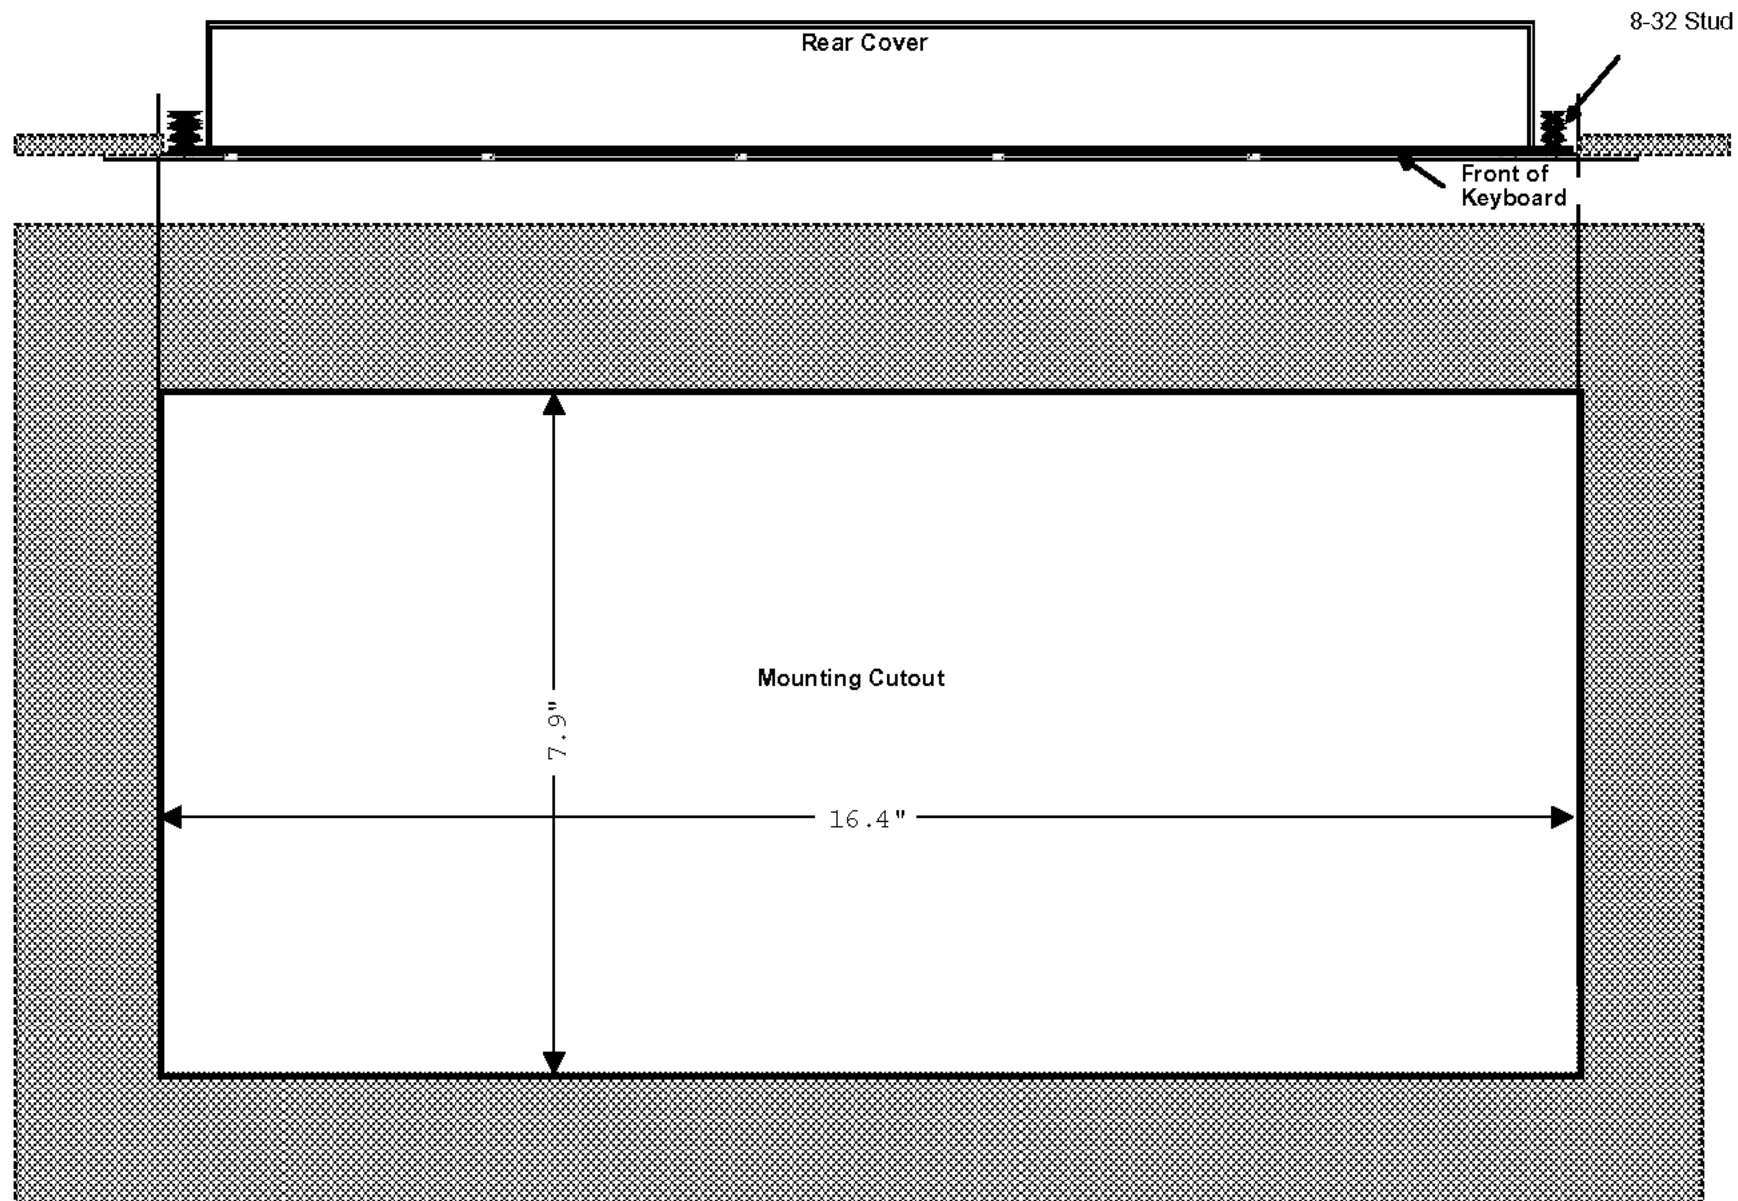 8-32 Stud
Rear Cover
Front of
Keyboard
Mounting Cutout
7.9"
16.4"